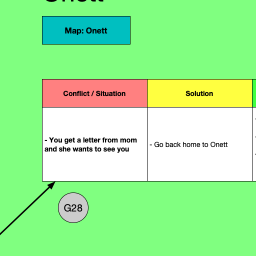 Map: Onett
Conflict / Situation
Solution
- You get a letter from mom
and she wants to see you
- Go back home to Onett
G28